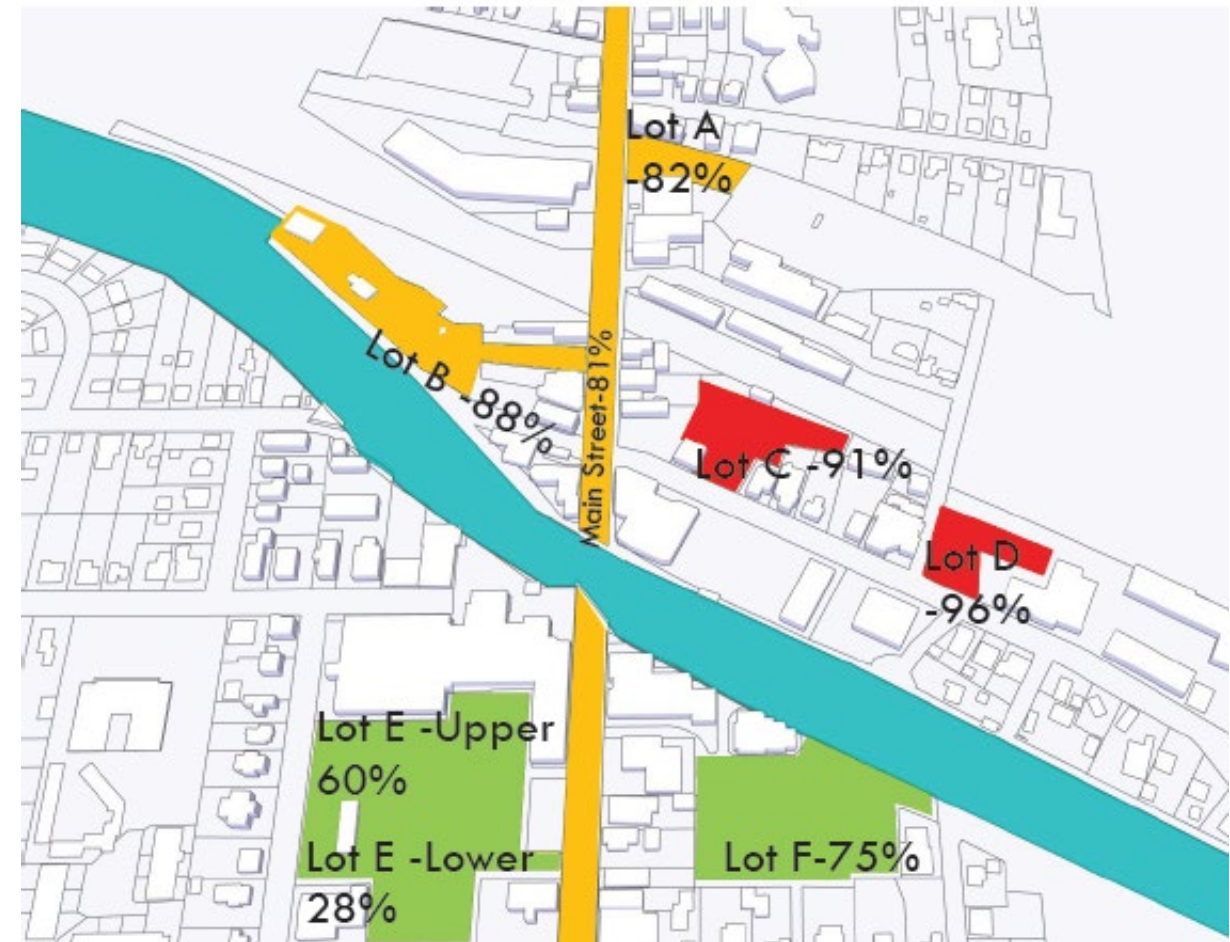 Lot A
-82%
Lot B -88%
Main Street-81%
Lot C -91%
Lot D
-96%
Lot E -Upper
60%
Lot E -Lower
28%
Lot F-75%